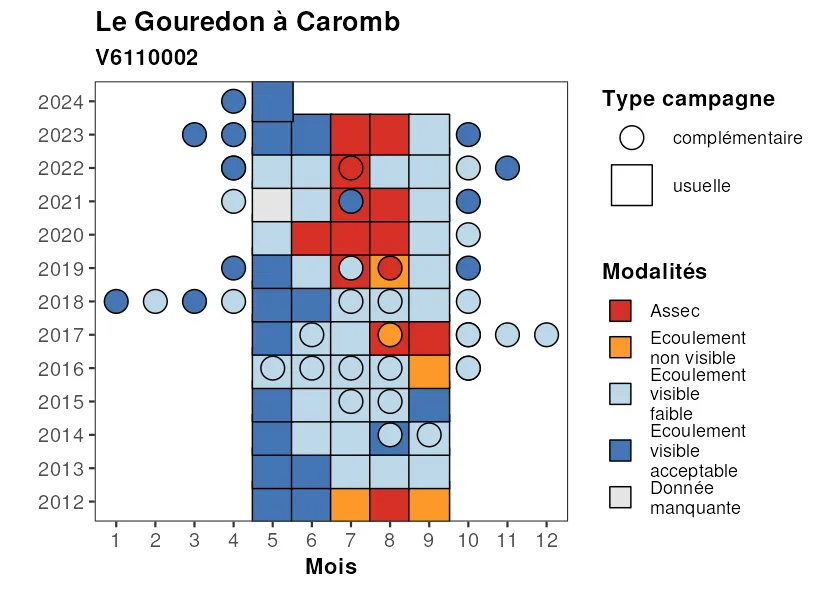 Le Gouredon à Caromb
V6110002
2024
2023
2022
2021
2020
2019
2018
2017
2016
2015
2014
2013
2012
1 2 3 4 5 6 7 8 9 10 11 12
Mois
Type campagne
complémentaire
usuelle
Modalités
Assec
Ecoulement
non visible
Ecoulement
visible
faible
Ecoulement
visible
acceptable
Donnée
manquante